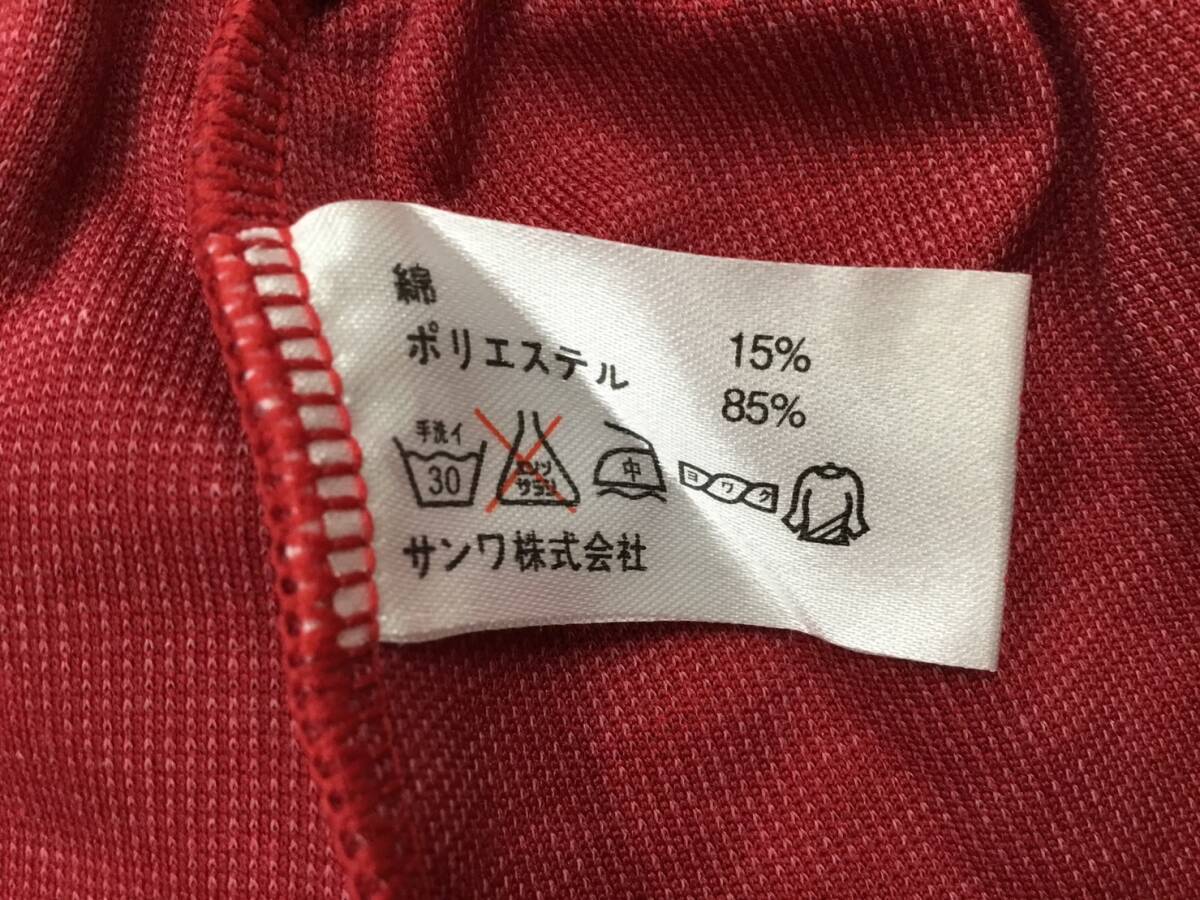 綿 15%
ポリエステル 85%
手洗イ
30
エンソ
サラシ
中
ヨワク
サンワ株式会社